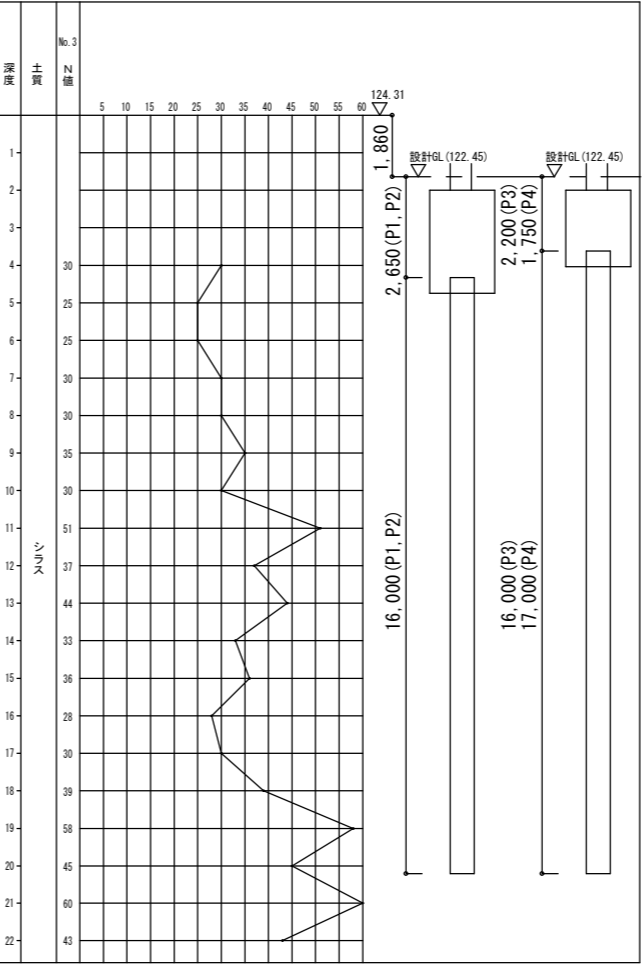 深度
土質
No.3
N値
5 10 15 20 25 30 35 40 45 50 55 60
124.31
1,860
設計GL(122.45)
設計GL(122.45)
2,650(P1,P2)
2,200(P3)
1,750(P4)
16,000(P1,P2)
16,000(P3)
17,000(P4)
シラス
1
2
3
4 30
5 25
6 25
7 30
8 30
9 35
10 30
11 51
12 37
13 44
14 33
15 36
16 28
17 30
18 39
19 58
20 45
21 60
22 43